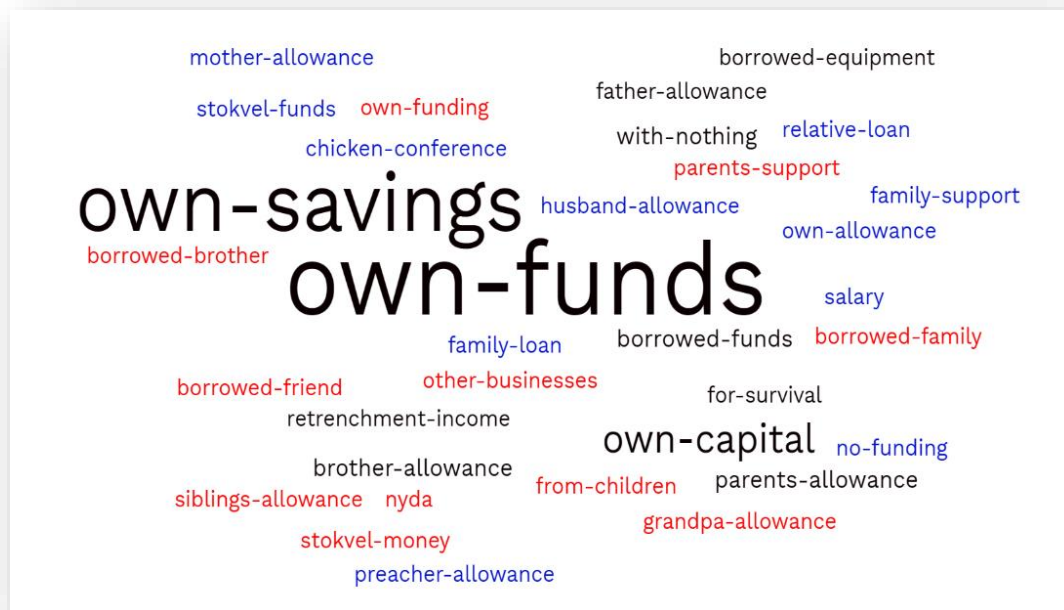 mother-allowance
borrowed-equipment
father-allowance
stokvel-funds
own-funding
with-nothing
relative-loan
chicken-conference
parents-support
own-savings
husband-allowance
family-support
own-allowance
borrowed-brother
own-funds
salary
family-loan
borrowed-funds
borrowed-family
borrowed-friend
other-businesses
for-survival
retrenchment-income
own-capital
no-funding
brother-allowance
parents-allowance
siblings-allowance
nyda
from-children
grandpa-allowance
stokvel-money
preacher-allowance